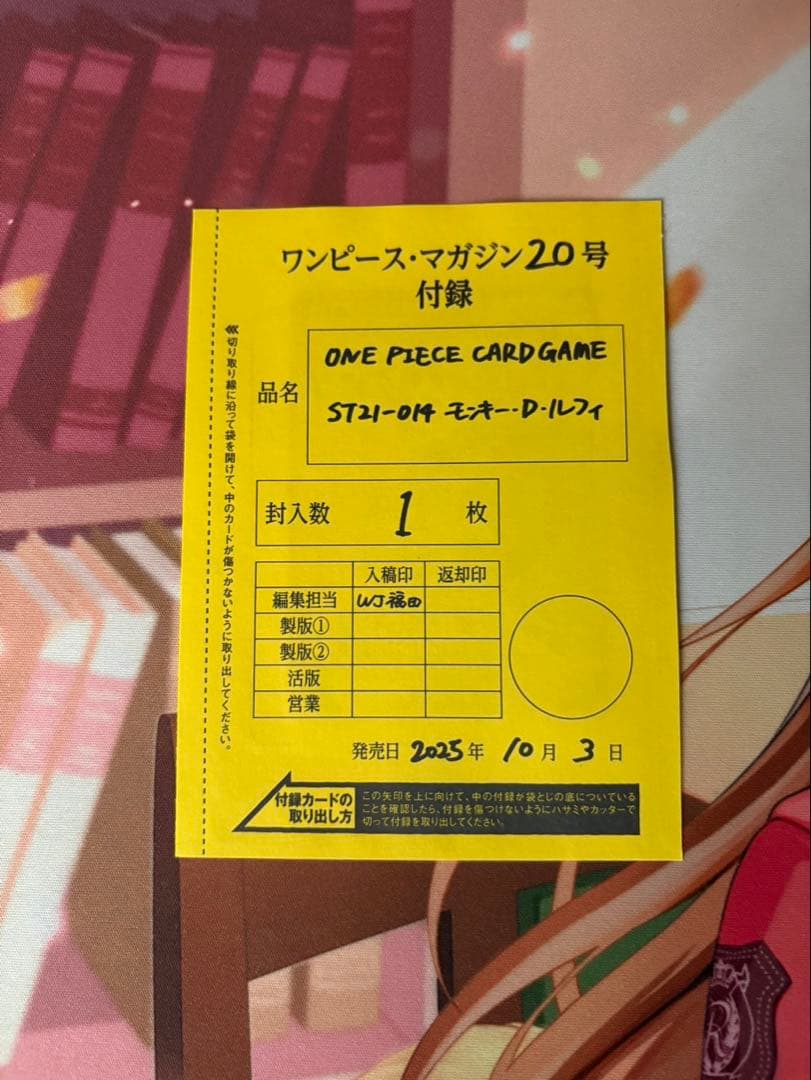 ワンピース・マガジン20号
付録
品名
ONE PIECE CARD GAME
ST21-014 モンキー・D・ルフィ
封入数 1 枚
入稿印 返却印
編集担当 WJ福田
製版①
製版②
活版
営業
発売日 2025年 10月 3日
付録カードの
取り出し方
この矢印を上に向けて、中の付録が袋とじの底についている
ことを確認したら、付録を傷つけないようにハサミやカッターで
切って付録を取り出してください。
切り取り線に沿って袋を開けて、中のカードが傷つかないように取り出してください。